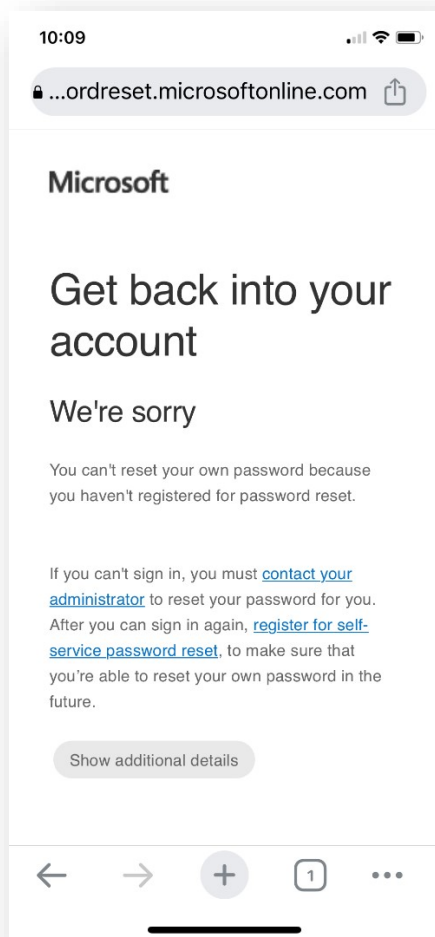 10:09
...ordreset.microsoftonline.com
Microsoft
Get back into your
account
We're sorry
You can't reset your own password because
you haven't registered for password reset.
If you can't sign in, you must contact your
administrator to reset your password for you.
After you can sign in again, register for self-
service password reset, to make sure that
you're able to reset your own password in the
future.
Show additional details
1